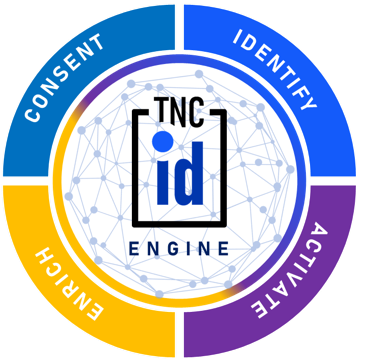 CONSENT
IDENTIFY
TNC
id
ENGINE
ENRICH
ACTIVATE